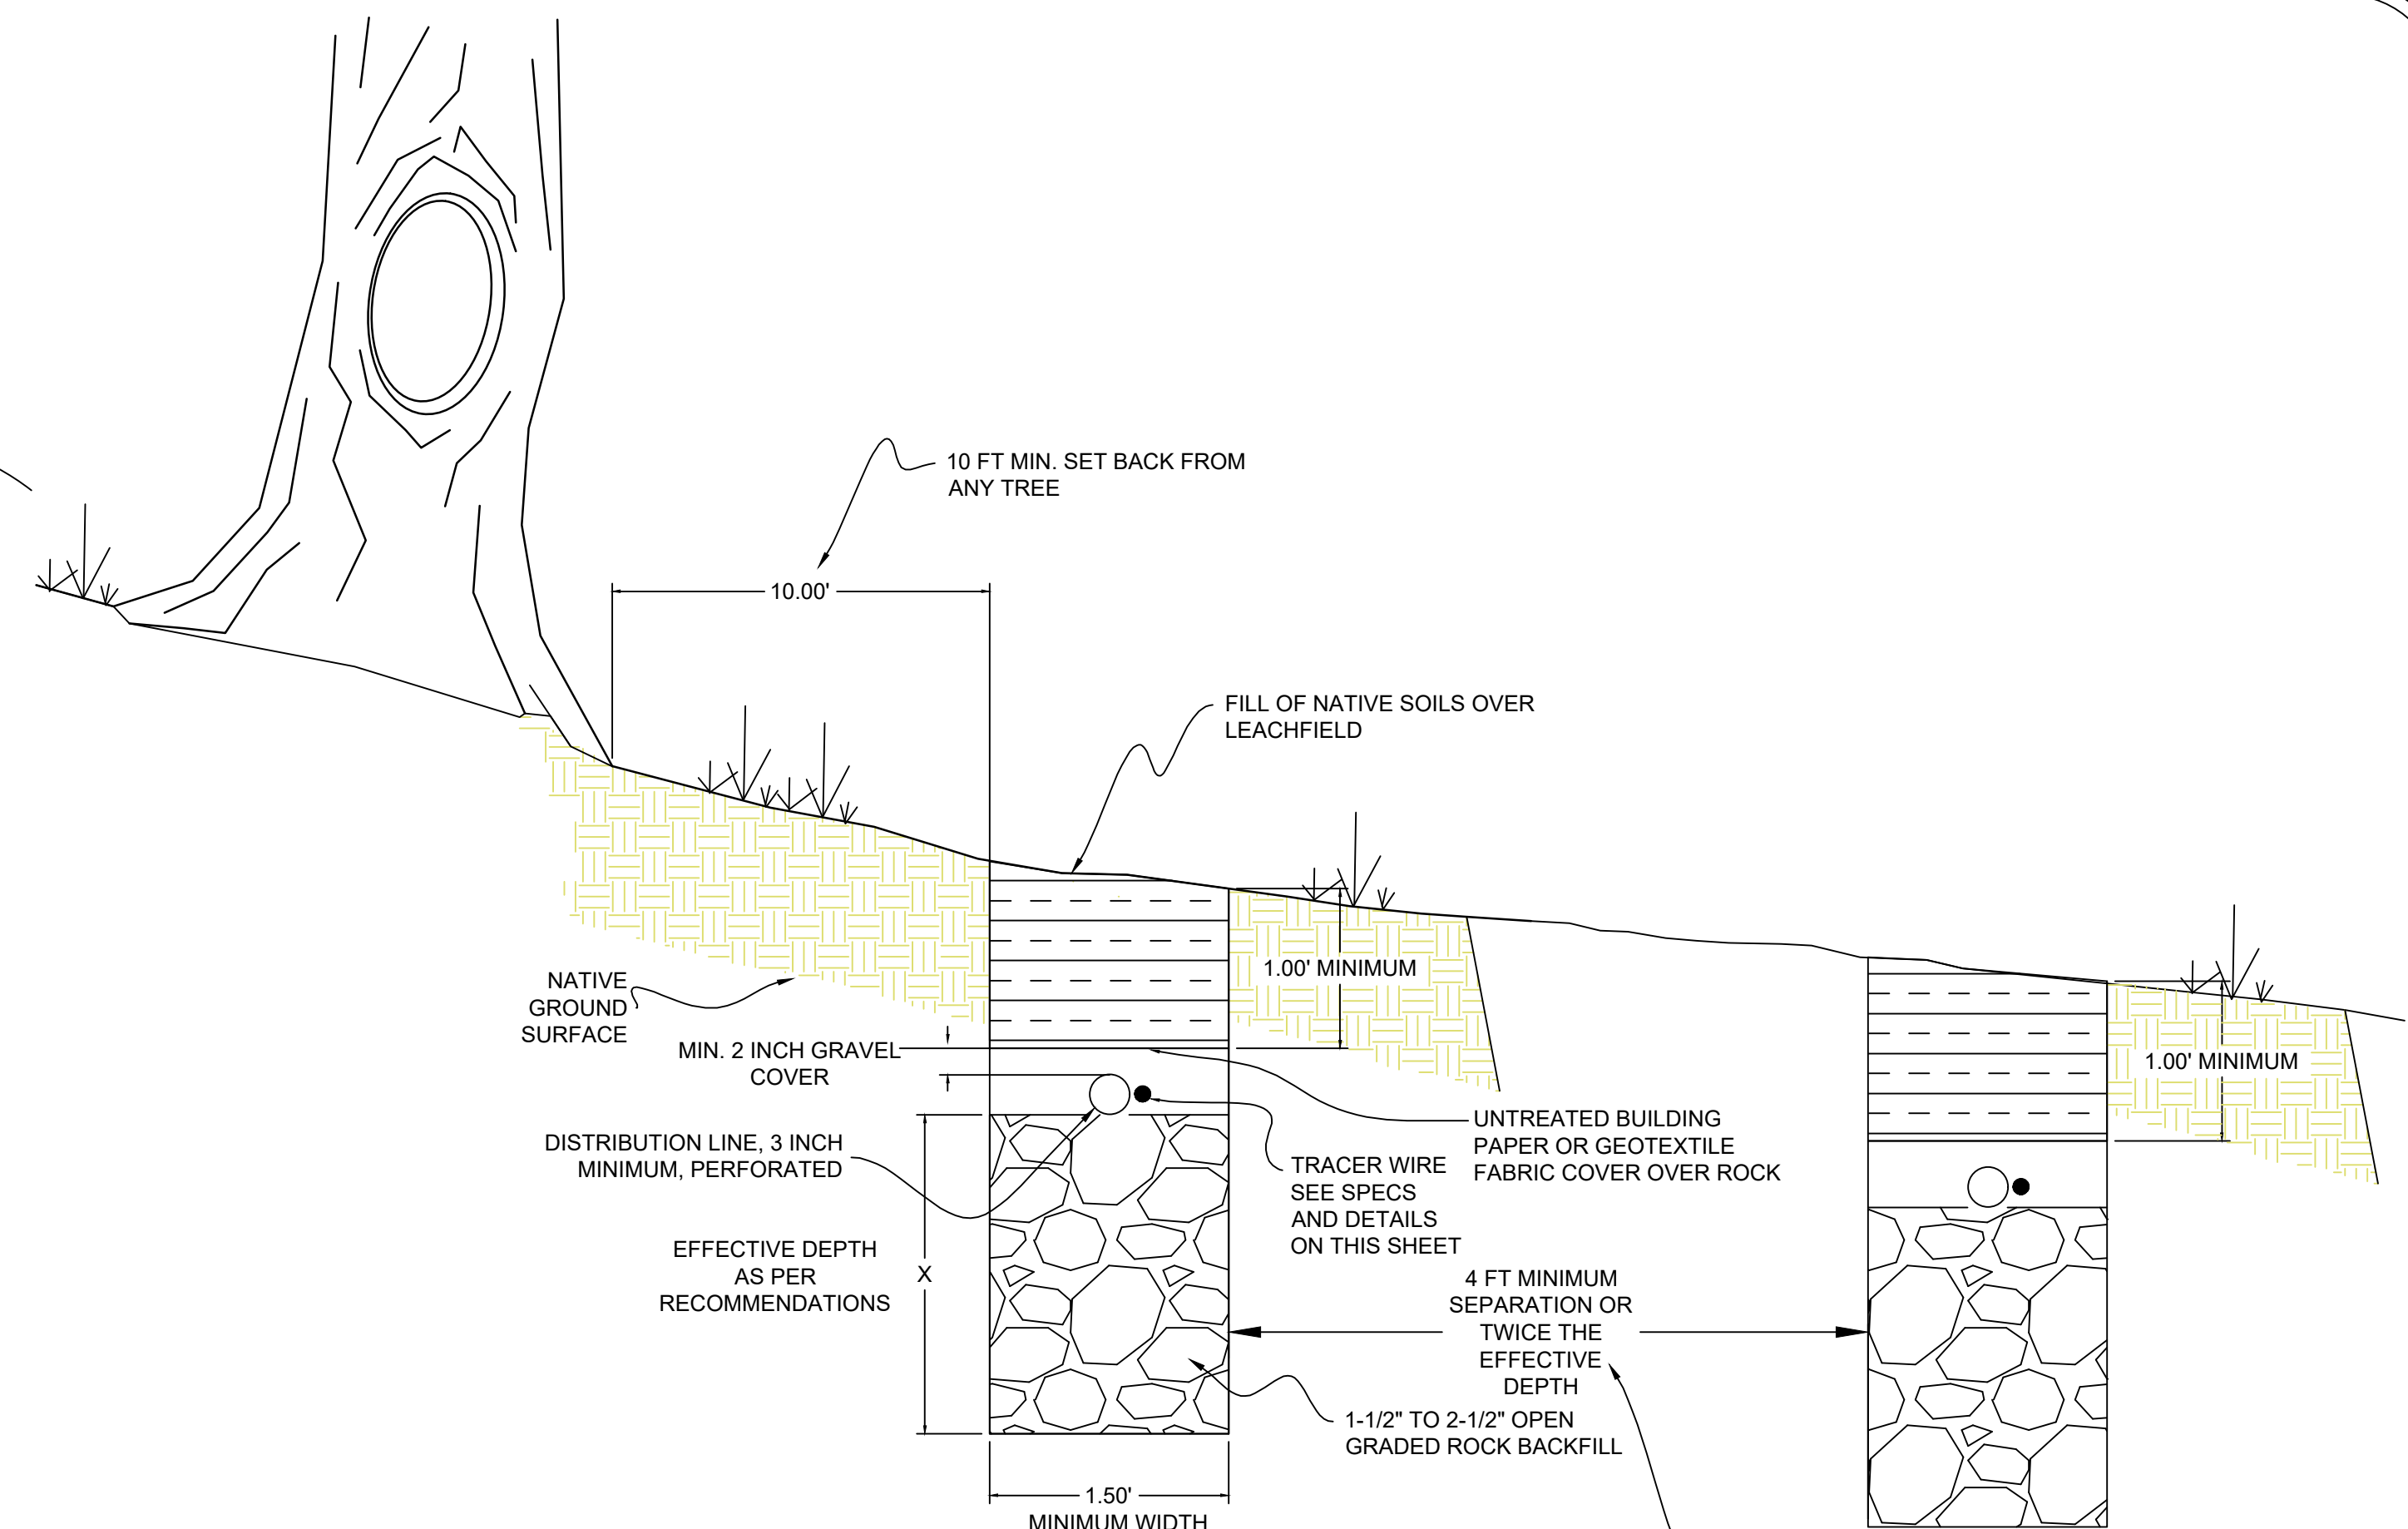 10 FT MIN. SET BACK FROM
ANY TREE
10.00'
FILL OF NATIVE SOILS OVER
LEACHFIELD
NATIVE
GROUND
SURFACE
1.00' MINIMUM
MIN. 2 INCH GRAVEL
COVER
1.00' MINIMUM
DISTRIBUTION LINE, 3 INCH
MINIMUM, PERFORATED
UNTREATED BUILDING
PAPER OR GEOTEXTILE
FABRIC COVER OVER ROCK
TRACER WIRE
SEE SPECS
AND DETAILS
ON THIS SHEET
EFFECTIVE DEPTH
AS PER
RECOMMENDATIONS
X
4 FT MINIMUM
SEPARATION OR
TWICE THE
EFFECTIVE
DEPTH
1-1/2" TO 2-1/2" OPEN
GRADED ROCK BACKFILL
1.50'
MINIMUM WIDTH